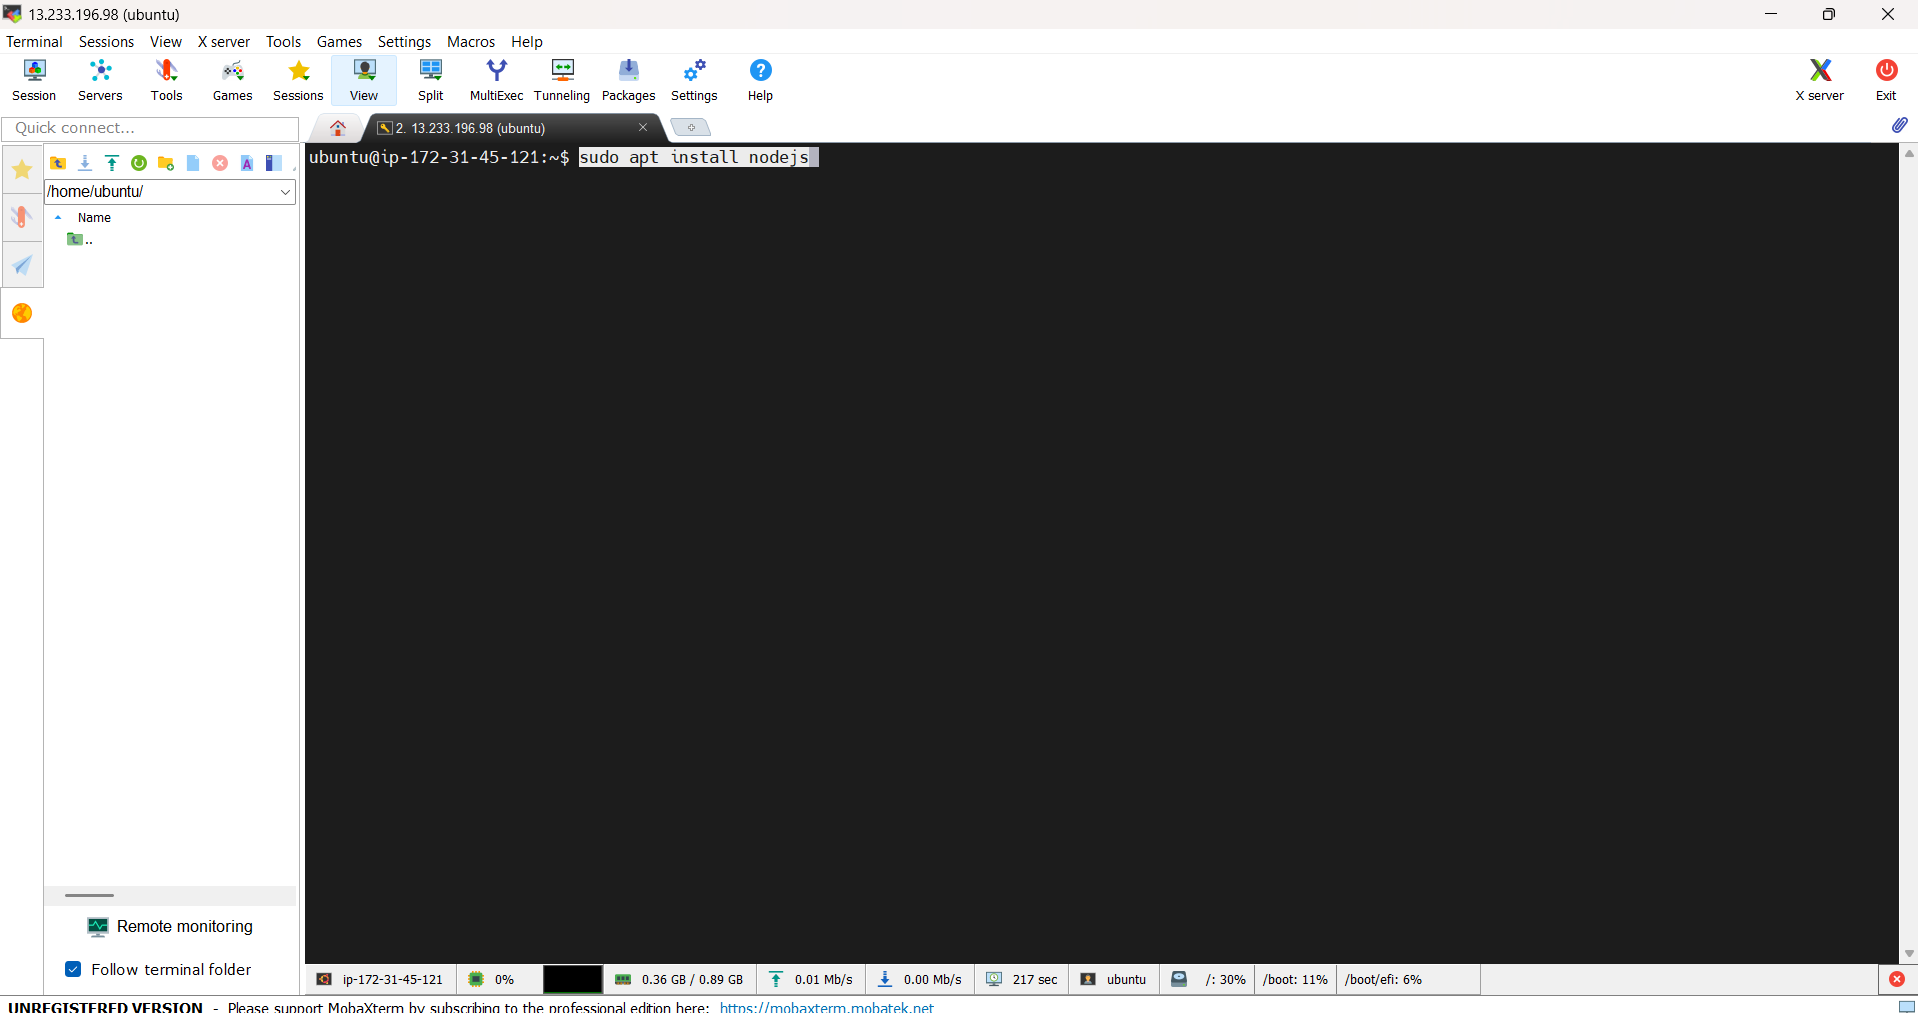 13.233.196.98 (ubuntu)
Terminal Sessions View X server Tools Games Settings Macros Help
Session Servers Tools Games Sessions View Split MultiExec Tunneling Packages Settings Help X server Exit
Quick connect...
2. 13.233.196.98 (ubuntu)
/home/ubuntu/
Name
..
ubuntu@ip-172-31-45-121:~$ sudo apt install nodejs
Remote monitoring
Follow terminal folder
ip-172-31-45-121 0% 0.36 GB / 0.89 GB 0.01 Mb/s 0.00 Mb/s 217 sec ubuntu /: 30% /boot: 11% /boot/efi: 6%
UNREGISTERED VERSION - Please support MobaXterm by subscribing to the professional edition here: https://mobaxterm.mobatek.net